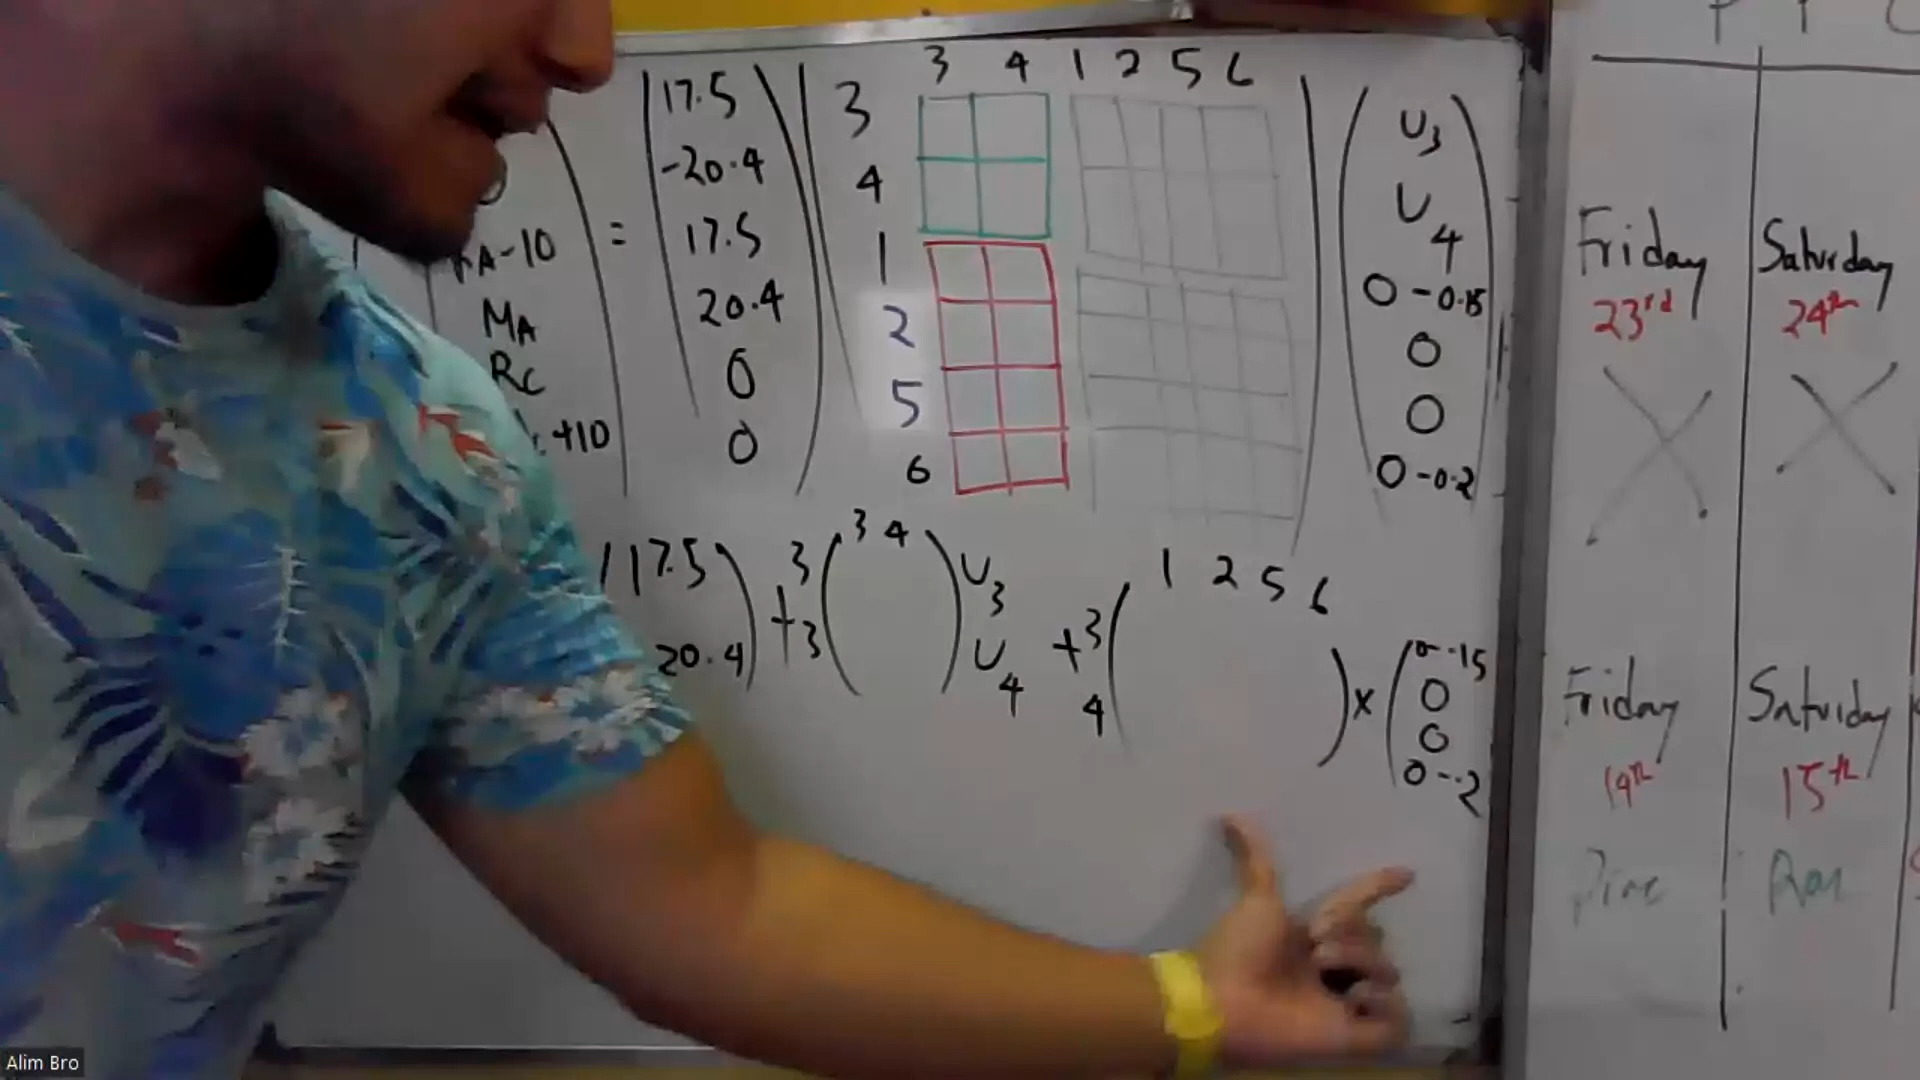 3 4 1 2 5 6
17.5 3 U3
-20.4 4 U4
A-10 = 17.5 1 0-0.15
MA 20.4 2 0
RC 0 5 0
+10 0 6 0-0.2
3 4
1 2 5 6
17.5 + 3 U3 + 3 0-.15
20.4 3 U4 4 x 0
0
0-.2
Friday Saturday
23rd 24th
Friday Saturday
19th 15th
Alim Bro